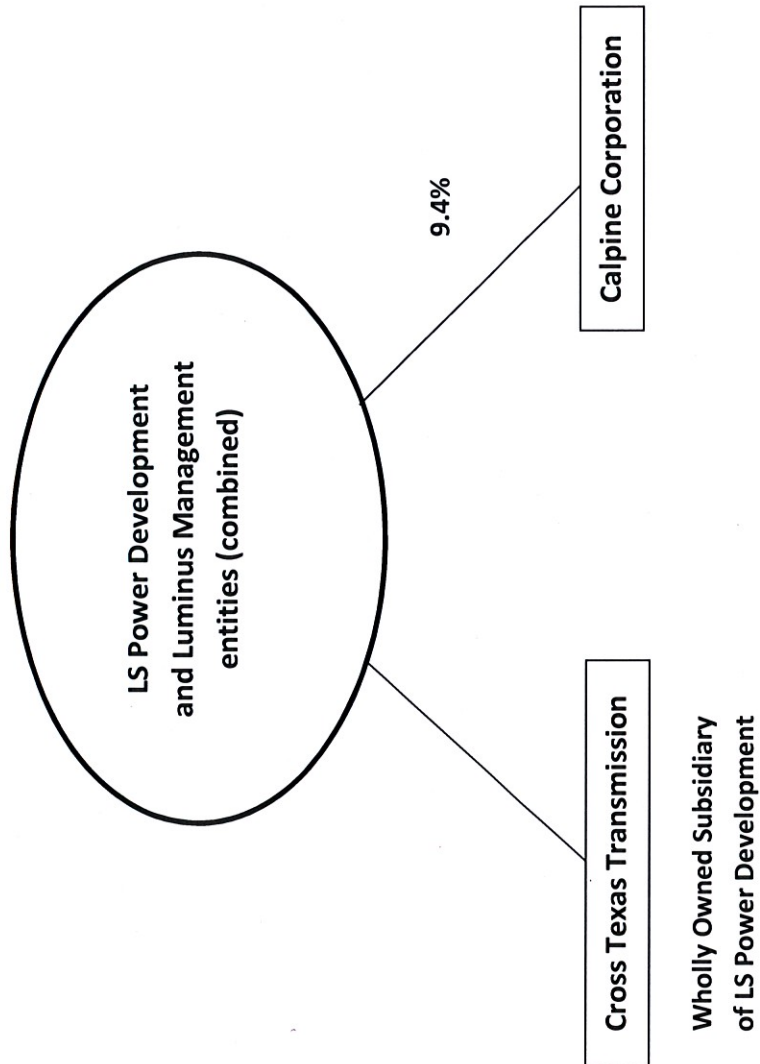 LS Power Development
and Luminus Management
entities (combined)
9.4%
Cross Texas Transmission
Calpine Corporation
Wholly Owned Subsidiary
of LS Power Development